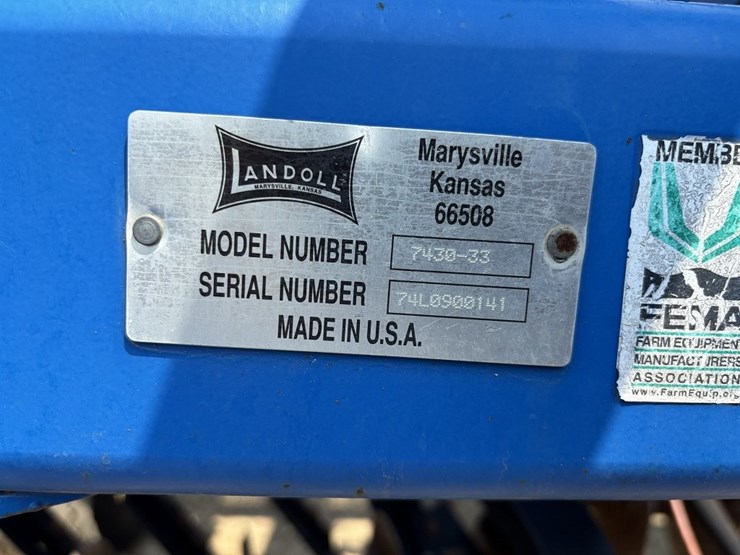 LANDOLL
MARYSVILLE, KANSAS
Marysville
Kansas
66508
MODEL NUMBER 7430-33
SERIAL NUMBER 74L0900141
MADE IN U.S.A.
MEMBE
FEMA
FARM EQUIPMENT
MANUFACTURERS
ASSOCIATION
www.FarmEquip.org